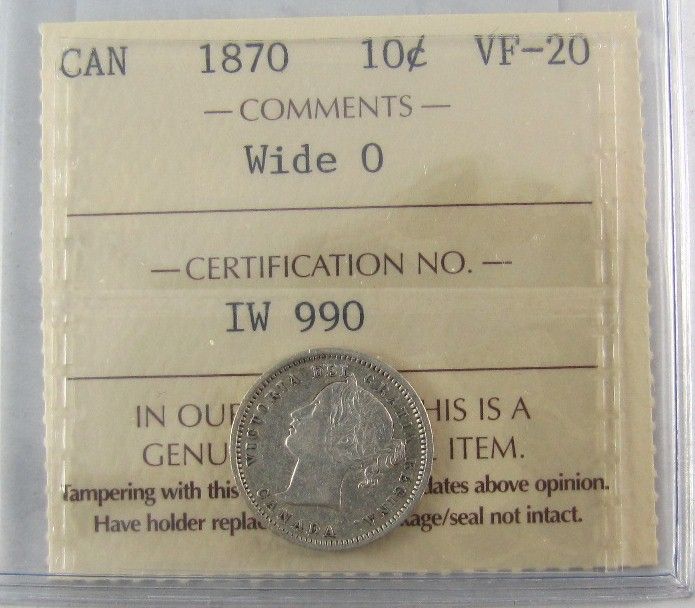 CAN 1870 10¢ VF-20
— COMMENTS —
Wide O
— CERTIFICATION NO. —
IW 990
IN OUR HIS IS A
GENU ITEM.
Tampering with this dates above opinion.
Have holder replac kage/seal not intact.
VICTORIA DEI GRATIA REGINA.
CANADA